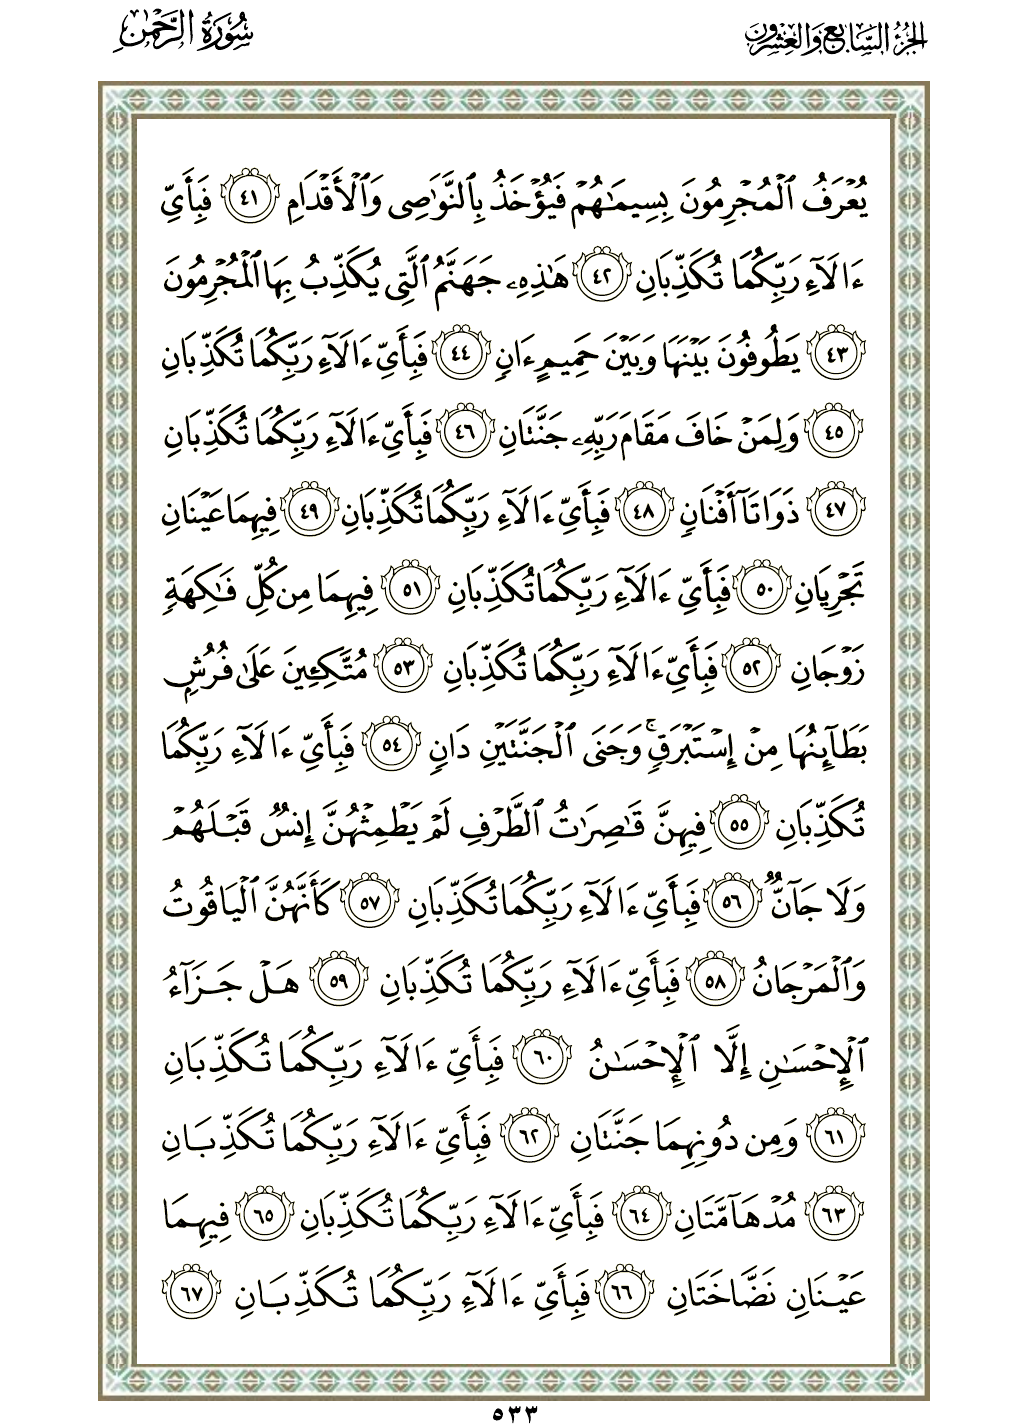 الجزء السابع والعشرون
سورة الرحمن
يُعْرَفُ ٱلْمُجْرِمُونَ بِسِيمَٰهُمْ فَيُؤْخَذُ بِٱلنَّوَٰصِى وَٱلْأَقْدَامِ ٤١ فَبِأَىِّ
ءَالَآءِ رَبِّكُمَا تُكَذِّبَانِ ٤٢ هَٰذِهِۦ جَهَنَّمُ ٱلَّتِى يُكَذِّبُ بِهَا ٱلْمُجْرِمُونَ
٤٣ يَطُوفُونَ بَيْنَهَا وَبَيْنَ حَمِيمٍ ءَانٍ ٤٤ فَبِأَىِّ ءَالَآءِ رَبِّكُمَا تُكَذِّبَانِ
٤٥ وَلِمَنْ خَافَ مَقَامَ رَبِّهِۦ جَنَّتَانِ ٤٦ فَبِأَىِّ ءَالَآءِ رَبِّكُمَا تُكَذِّبَانِ
٤٧ ذَوَاتَآ أَفْنَانٍ ٤٨ فَبِأَىِّ ءَالَآءِ رَبِّكُمَا تُكَذِّبَانِ ٤٩ فِيهِمَا عَيْنَانِ
تَجْرِيَانِ ٥٠ فَبِأَىِّ ءَالَآءِ رَبِّكُمَا تُكَذِّبَانِ ٥١ فِيهِمَا مِن كُلِّ فَٰكِهَةٍ
زَوْجَانِ ٥٢ فَبِأَىِّ ءَالَآءِ رَبِّكُمَا تُكَذِّبَانِ ٥٣ مُتَّكِـِٔينَ عَلَىٰ فُرُشٍۭ
بَطَآئِنُهَا مِنْ إِسْتَبْرَقٍ ۚ وَجَنَى ٱلْجَنَّتَيْنِ دَانٍ ٥٤ فَبِأَىِّ ءَالَآءِ رَبِّكُمَا
تُكَذِّبَانِ ٥٥ فِيهِنَّ قَٰصِرَٰتُ ٱلطَّرْفِ لَمْ يَطْمِثْهُنَّ إِنسٌ قَبْلَهُمْ
وَلَا جَآنٌّ ٥٦ فَبِأَىِّ ءَالَآءِ رَبِّكُمَا تُكَذِّبَانِ ٥٧ كَأَنَّهُنَّ ٱلْيَاقُوتُ
وَٱلْمَرْجَانُ ٥٨ فَبِأَىِّ ءَالَآءِ رَبِّكُمَا تُكَذِّبَانِ ٥٩ هَلْ جَزَآءُ
ٱلْإِحْسَٰنِ إِلَّا ٱلْإِحْسَٰنُ ٦٠ فَبِأَىِّ ءَالَآءِ رَبِّكُمَا تُكَذِّبَانِ
٦١ وَمِن دُونِهِمَا جَنَّتَانِ ٦٢ فَبِأَىِّ ءَالَآءِ رَبِّكُمَا تُكَذِّبَانِ
٦٣ مُدْهَآمَّتَانِ ٦٤ فَبِأَىِّ ءَالَآءِ رَبِّكُمَا تُكَذِّبَانِ ٦٥ فِيهِمَا
عَيْنَانِ نَضَّاخَتَانِ ٦٦ فَبِأَىِّ ءَالَآءِ رَبِّكُمَا تُكَذِّبَانِ ٦٧
٥٣٣